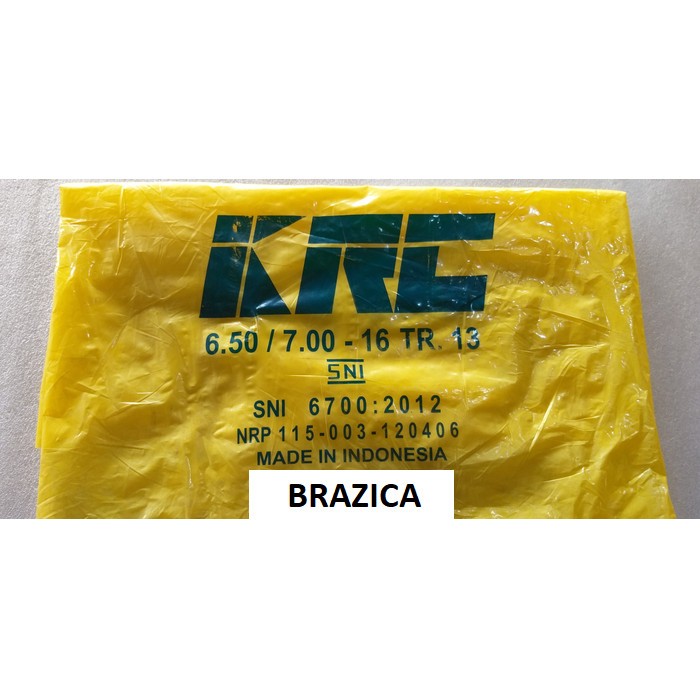 KRC
6.50 / 7.00 - 16 TR. 13
SNI
SNI 6700:2012
NRP 115-003-120406
MADE IN INDONESIA
BRAZICA